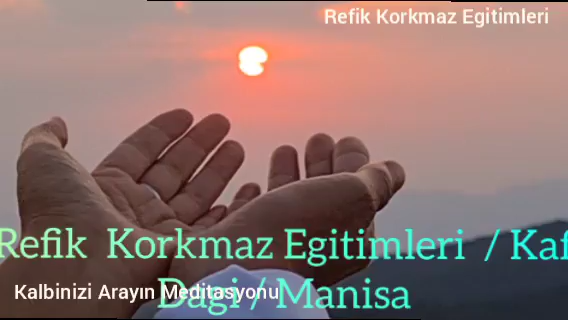 Refik Korkmaz Egitimleri
Refik Korkmaz Egitimleri / Kaf
Dagi / Manisa
Kalbinizi Arayın Meditasyonu